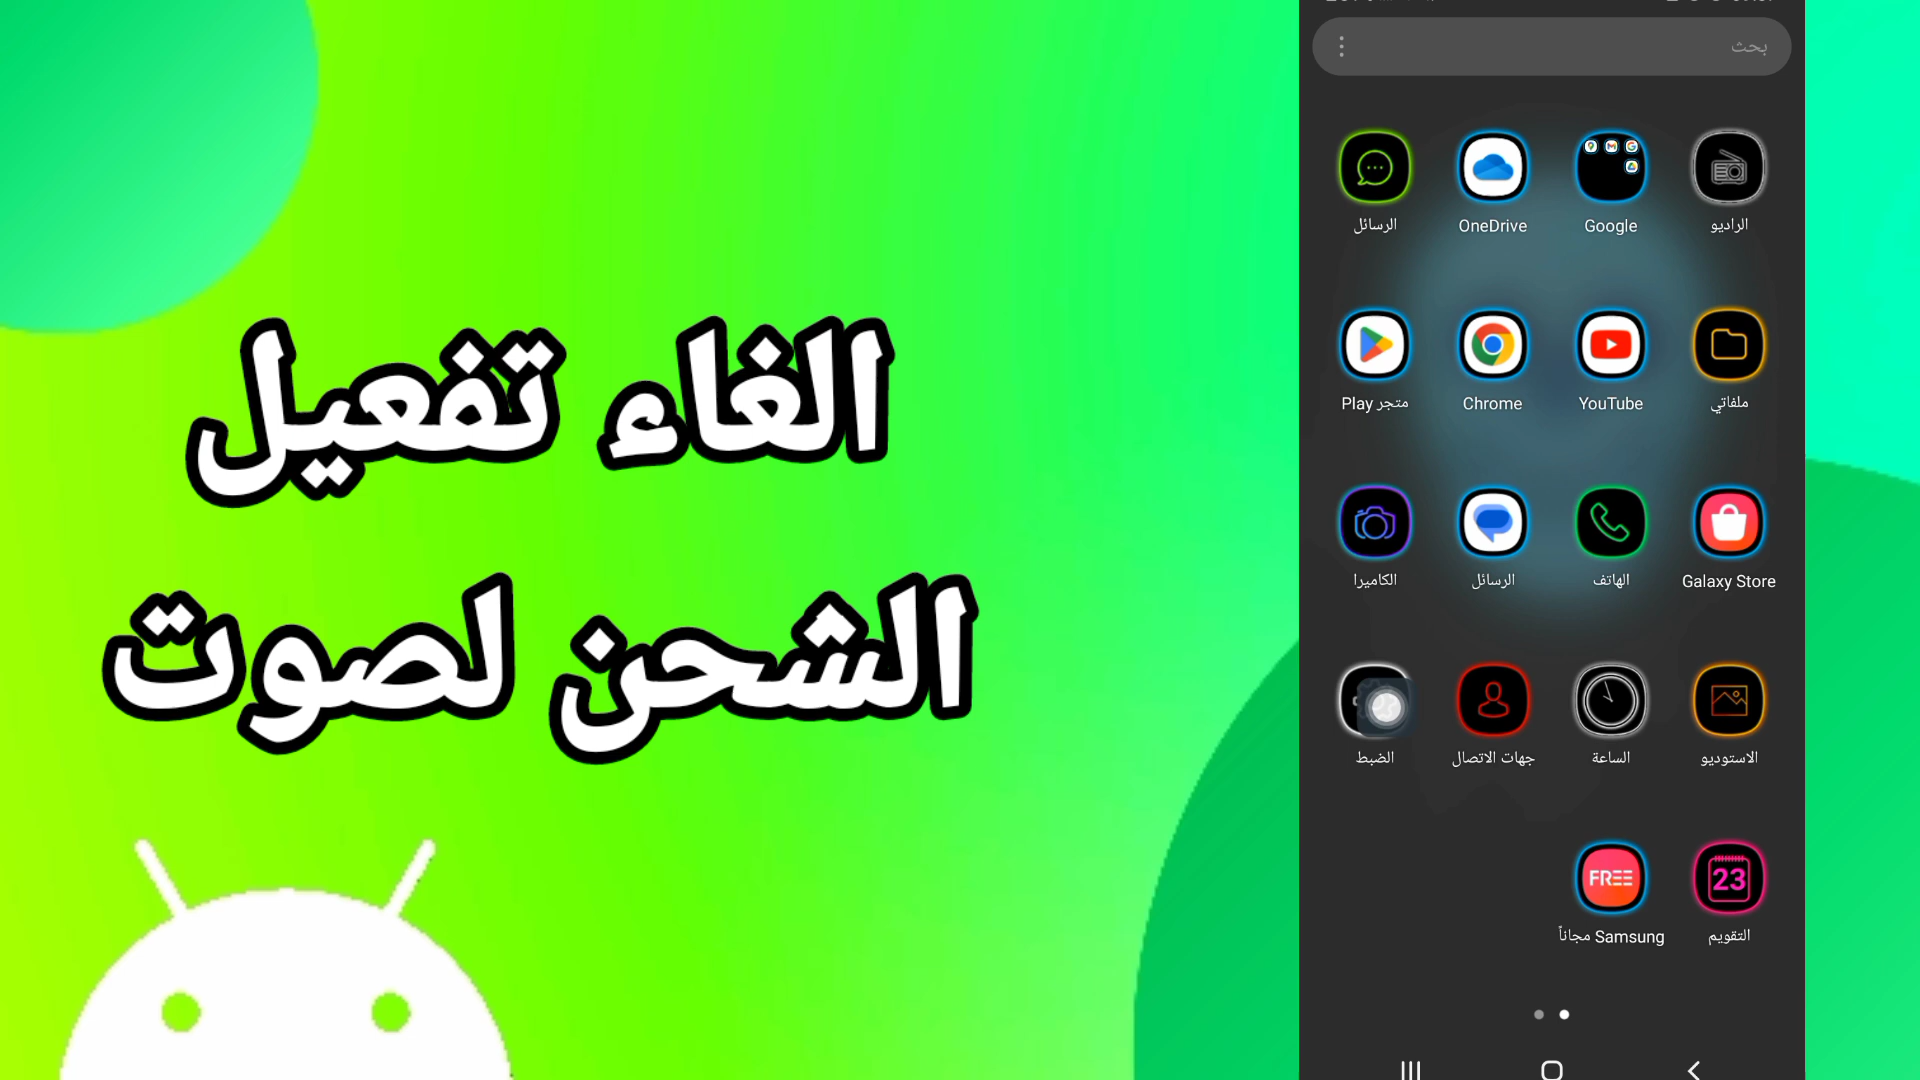 الغاء تفعيل
الشحن لصوت
بحث
الراديو
Google
OneDrive
الرسائل
ملفاتي
YouTube
Chrome
متجر Play
Galaxy Store
الهاتف
الرسائل
الكاميرا
الاستوديو
الساعة
جهات الاتصال
الضبط
23
FREE
التقويم
Samsung مجاناً